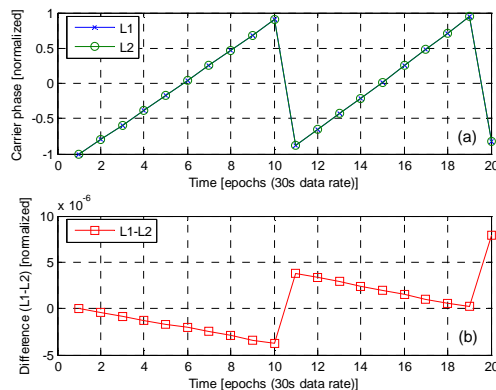 1
0.5
0
-0.5
-1
Carrier phase [normalized]
L1
L2
(a)
0 2 4 6 8 10 12 14 16 18 20
Time [epochs (30s data rate)]
x 10-6
10
5
0
-5
Difference (L1-L2) [normalized]
L1-L2
(b)
0 2 4 6 8 10 12 14 16 18 20
Time [epochs (30s data rate)]